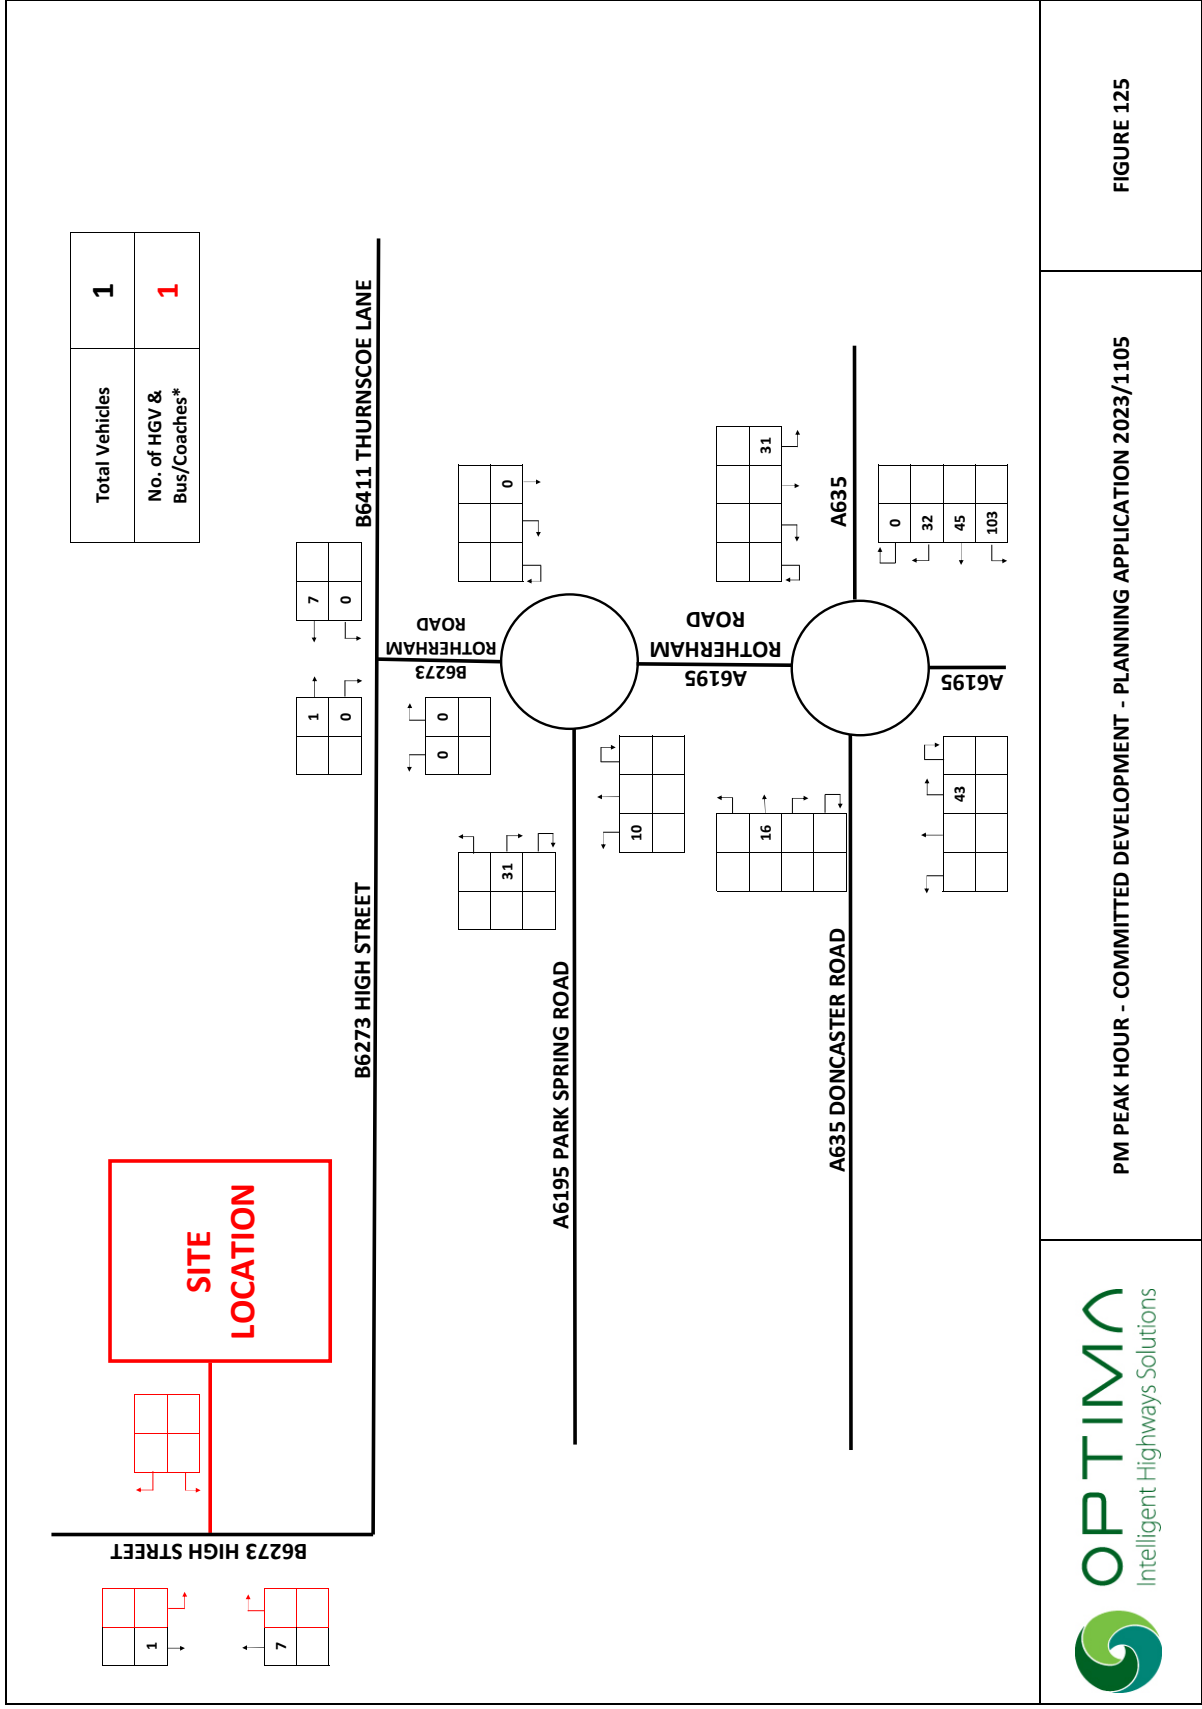 Total Vehicles
1
No. of HGV &
Bus/Coaches*
1
SITE
LOCATION
B6273 HIGH STREET
1
7
B6273 HIGH STREET
B6411 THURNSCOE LANE
1
0
7
0
B6273
ROTHERHAM
ROAD
0
0
0
31
10
A6195 PARK SPRING ROAD
A6195
ROTHERHAM
ROAD
31
16
A635 DONCASTER ROAD
A635
0
32
45
103
43
A6195
OPTIMA
Intelligent Highways Solutions
PM PEAK HOUR - COMMITTED DEVELOPMENT - PLANNING APPLICATION 2023/1105
FIGURE 125